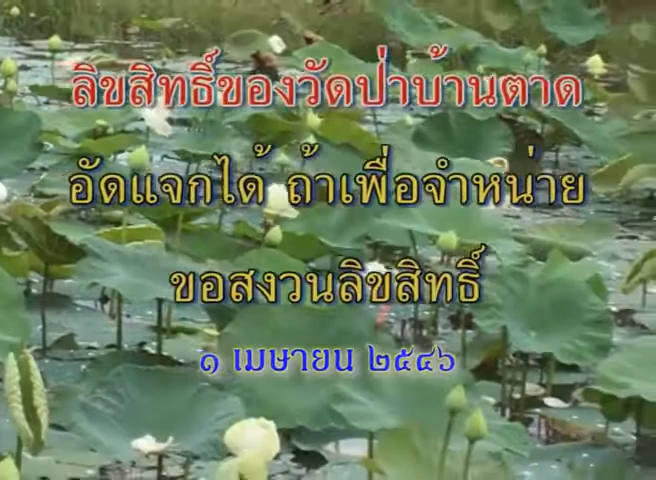 ลิขสิทธิ์ของวัดป่าบ้านตาด
อัดแจกได้ ถ้าเพื่อจำหน่าย
ขอสงวนลิขสิทธิ์
๑ เมษายน ๒๕๔๖